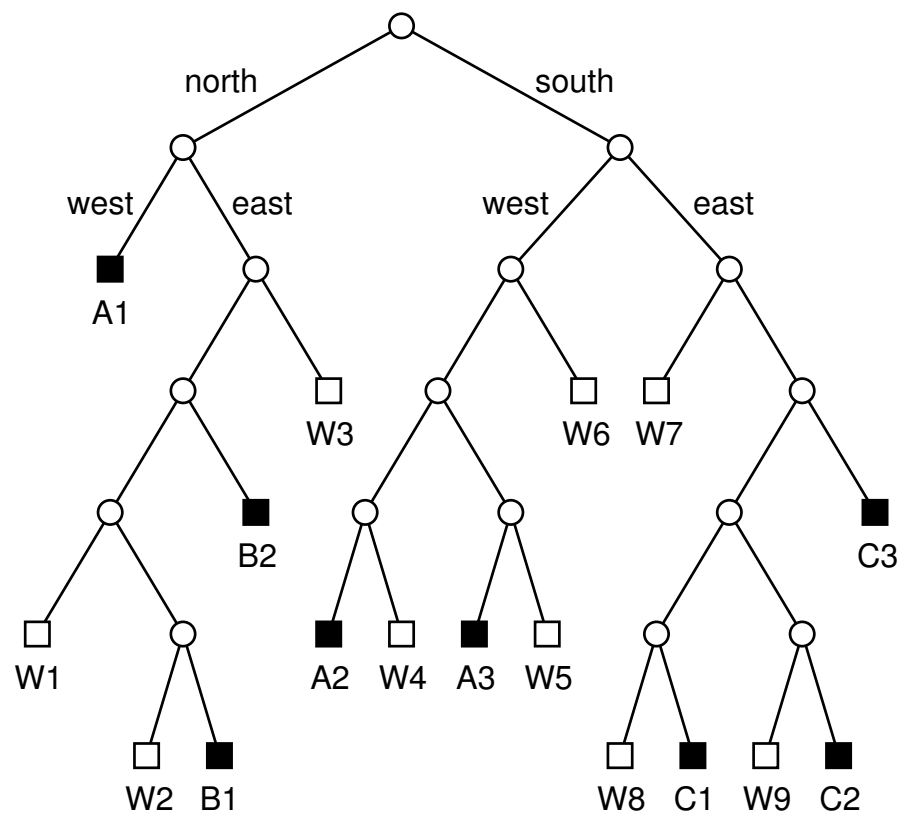 north south
west east west east
A1
W3 W6 W7
B2 C3
W1 A2 W4 A3 W5
W2 B1 W8 C1 W9 C2